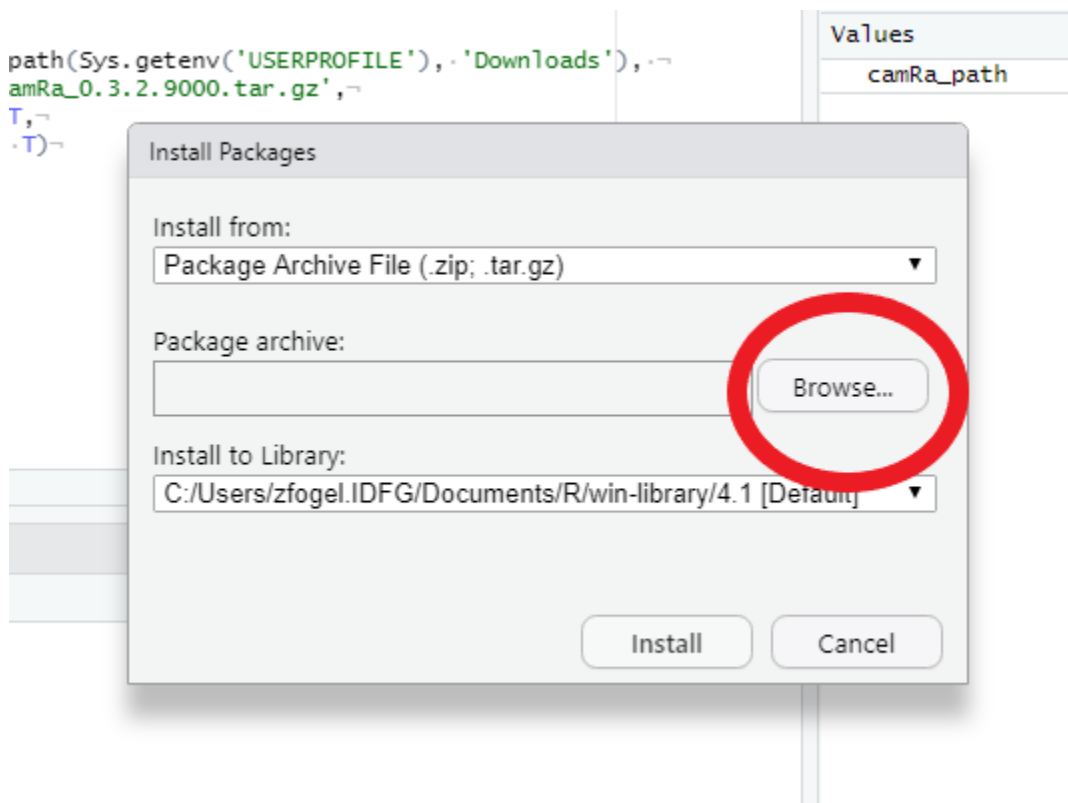 path(Sys.getenv('USERPROFILE'), 'Downloads'),
amRa_0.3.2.9000.tar.gz',
T,
T)
Values
camRa_path
Install Packages
Install from:
Package Archive File (.zip; .tar.gz)
Package archive:
Browse...
Install to Library:
C:/Users/zfogel.IDFG/Documents/R/win-library/4.1 [Default]
Install
Cancel